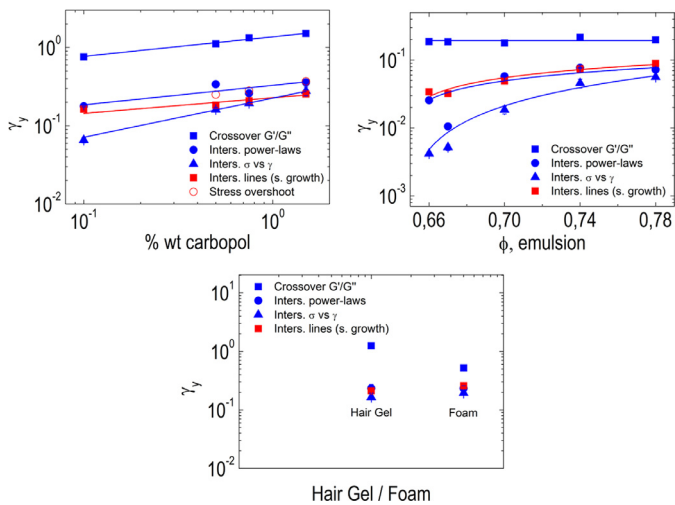 10⁰
10⁻¹
10⁻²
γy
Crossover G'/G"
Inters. power-laws
Inters. σ vs γ
Inters. lines (s. growth)
Stress overshoot
10⁻¹
10⁰
% wt carbopol
10⁻¹
10⁻²
10⁻³
γy
Crossover G'/G"
Inters. power-laws
Inters. σ vs γ
Inters. lines (s. growth)
0,66
0,70
0,74
0,78
ϕ, emulsion
10¹
10⁰
10⁻¹
10⁻²
γy
Crossover G'/G"
Inters. power-laws
Inters. σ vs γ
Inters. lines (s. growth)
Hair Gel
Foam
Hair Gel / Foam